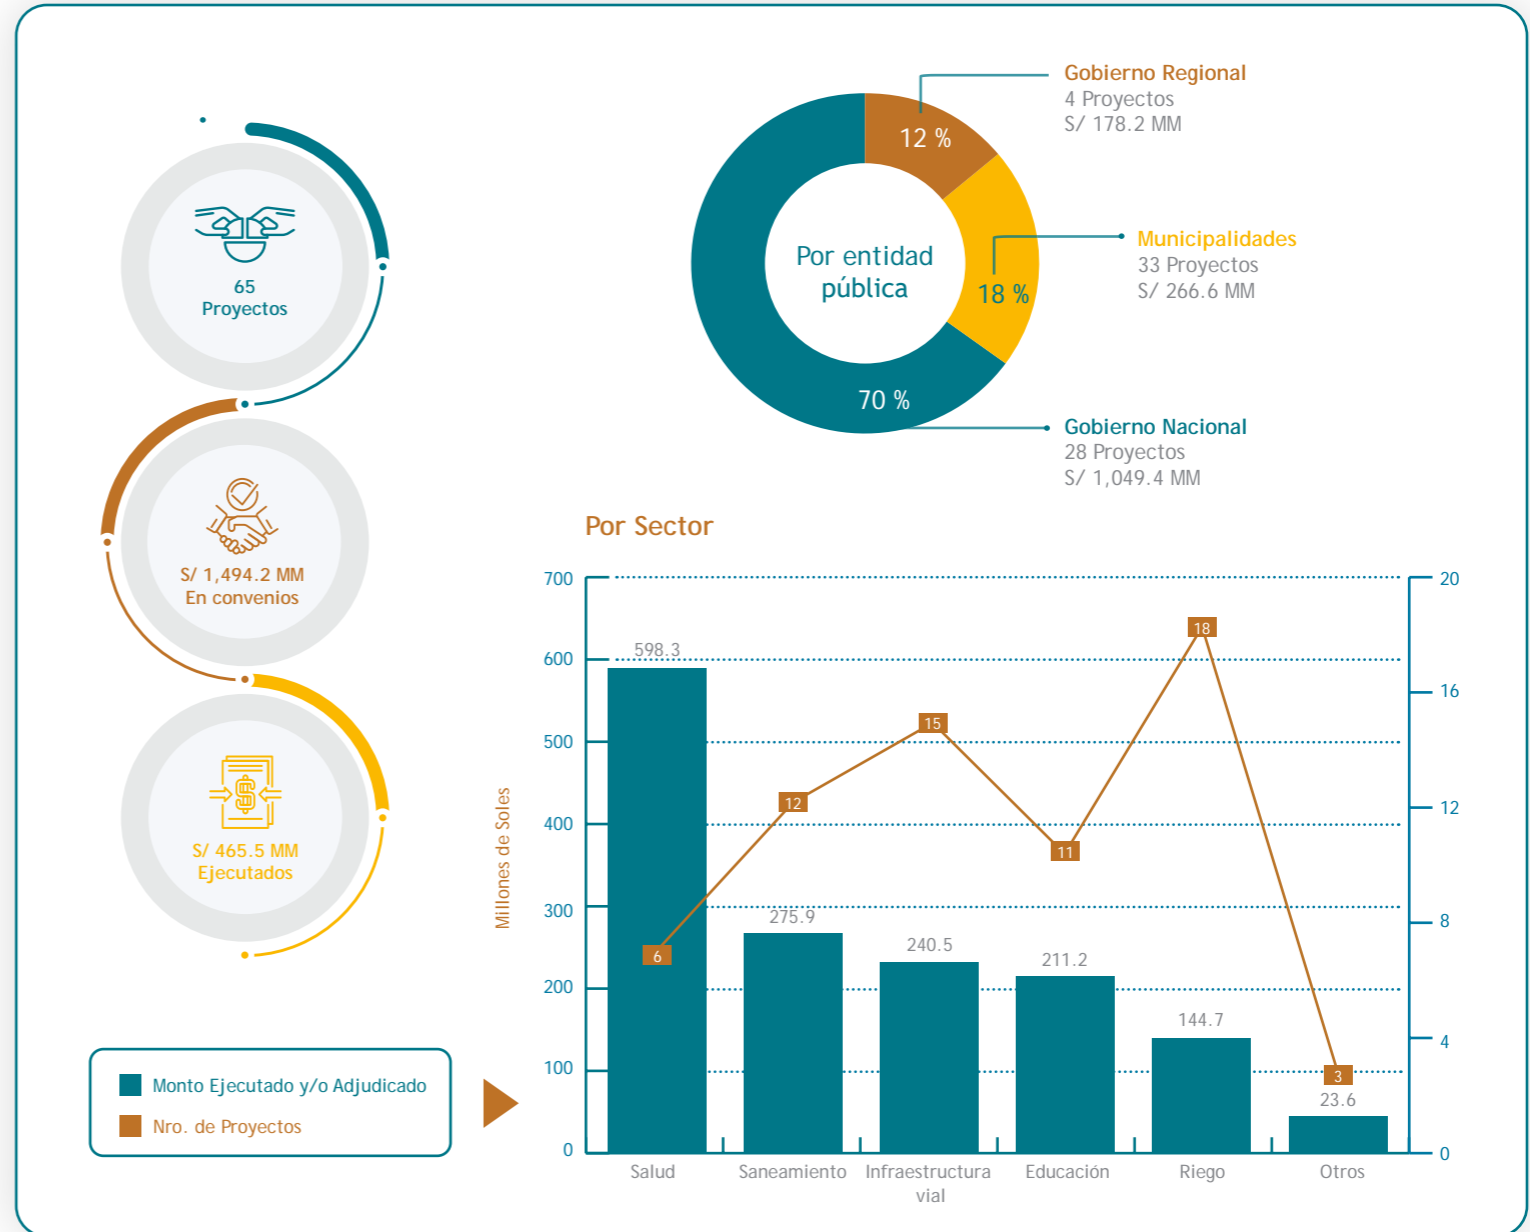 65
Proyectos
S/ 1,494.2 MM
En convenios
S/ 465.5 MM
Ejecutados
Monto Ejecutado y/o Adjudicado
Nro. de Proyectos
Por entidad
pública
12 %
18 %
70 %
Gobierno Regional
4 Proyectos
S/ 178.2 MM
Municipalidades
33 Proyectos
S/ 266.6 MM
Gobierno Nacional
28 Proyectos
S/ 1,049.4 MM
Por Sector
Millones de Soles
700
600
500
400
300
200
100
0
598.3
275.9
240.5
211.2
144.7
23.6
6
12
15
11
18
3
20
16
12
8
4
0
Salud
Saneamiento
Infraestructura
vial
Educación
Riego
Otros